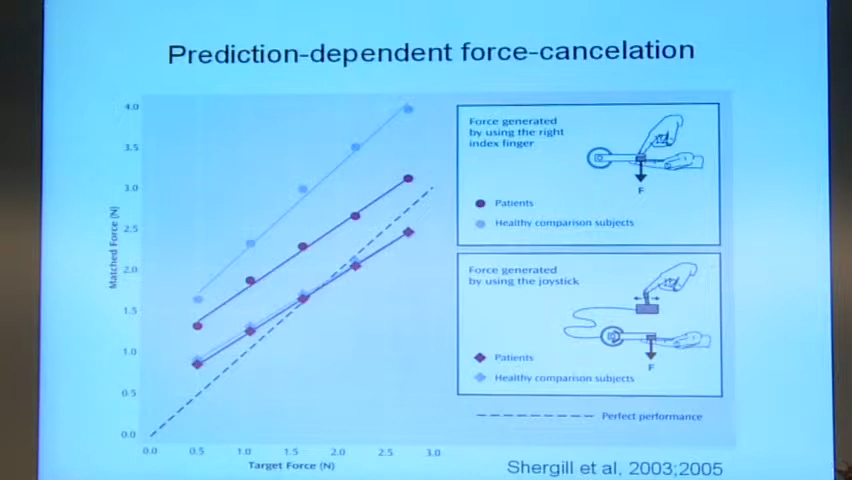 Prediction-dependent force-cancelation
4.0
3.5
3.0
2.5
2.0
1.5
1.0
0.5
0.0
Matched Force (N)
0.0 0.5 1.0 1.5 2.0 2.5 3.0
Target Force (N)
Force generated
by using the right
index finger
F
Patients
Healthy comparison subjects
Force generated
by using the joystick
F
Patients
Healthy comparison subjects
Perfect performance
Shergill et al, 2003;2005